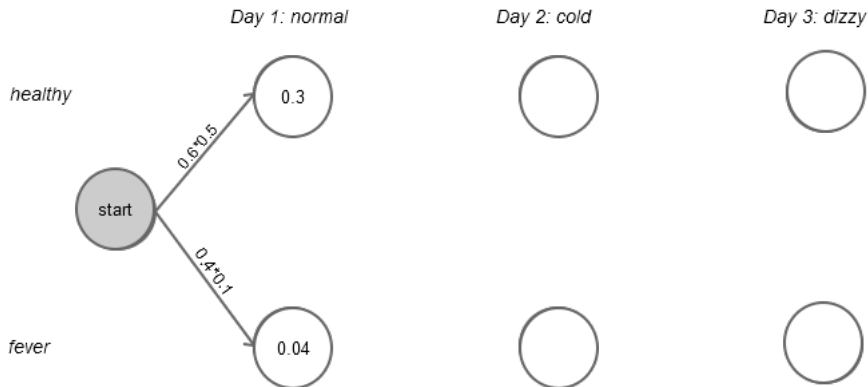 Day 1: normal
Day 2: cold
Day 3: dizzy
healthy
0.3
0.6*0.5
start
0.4*0.1
fever
0.04